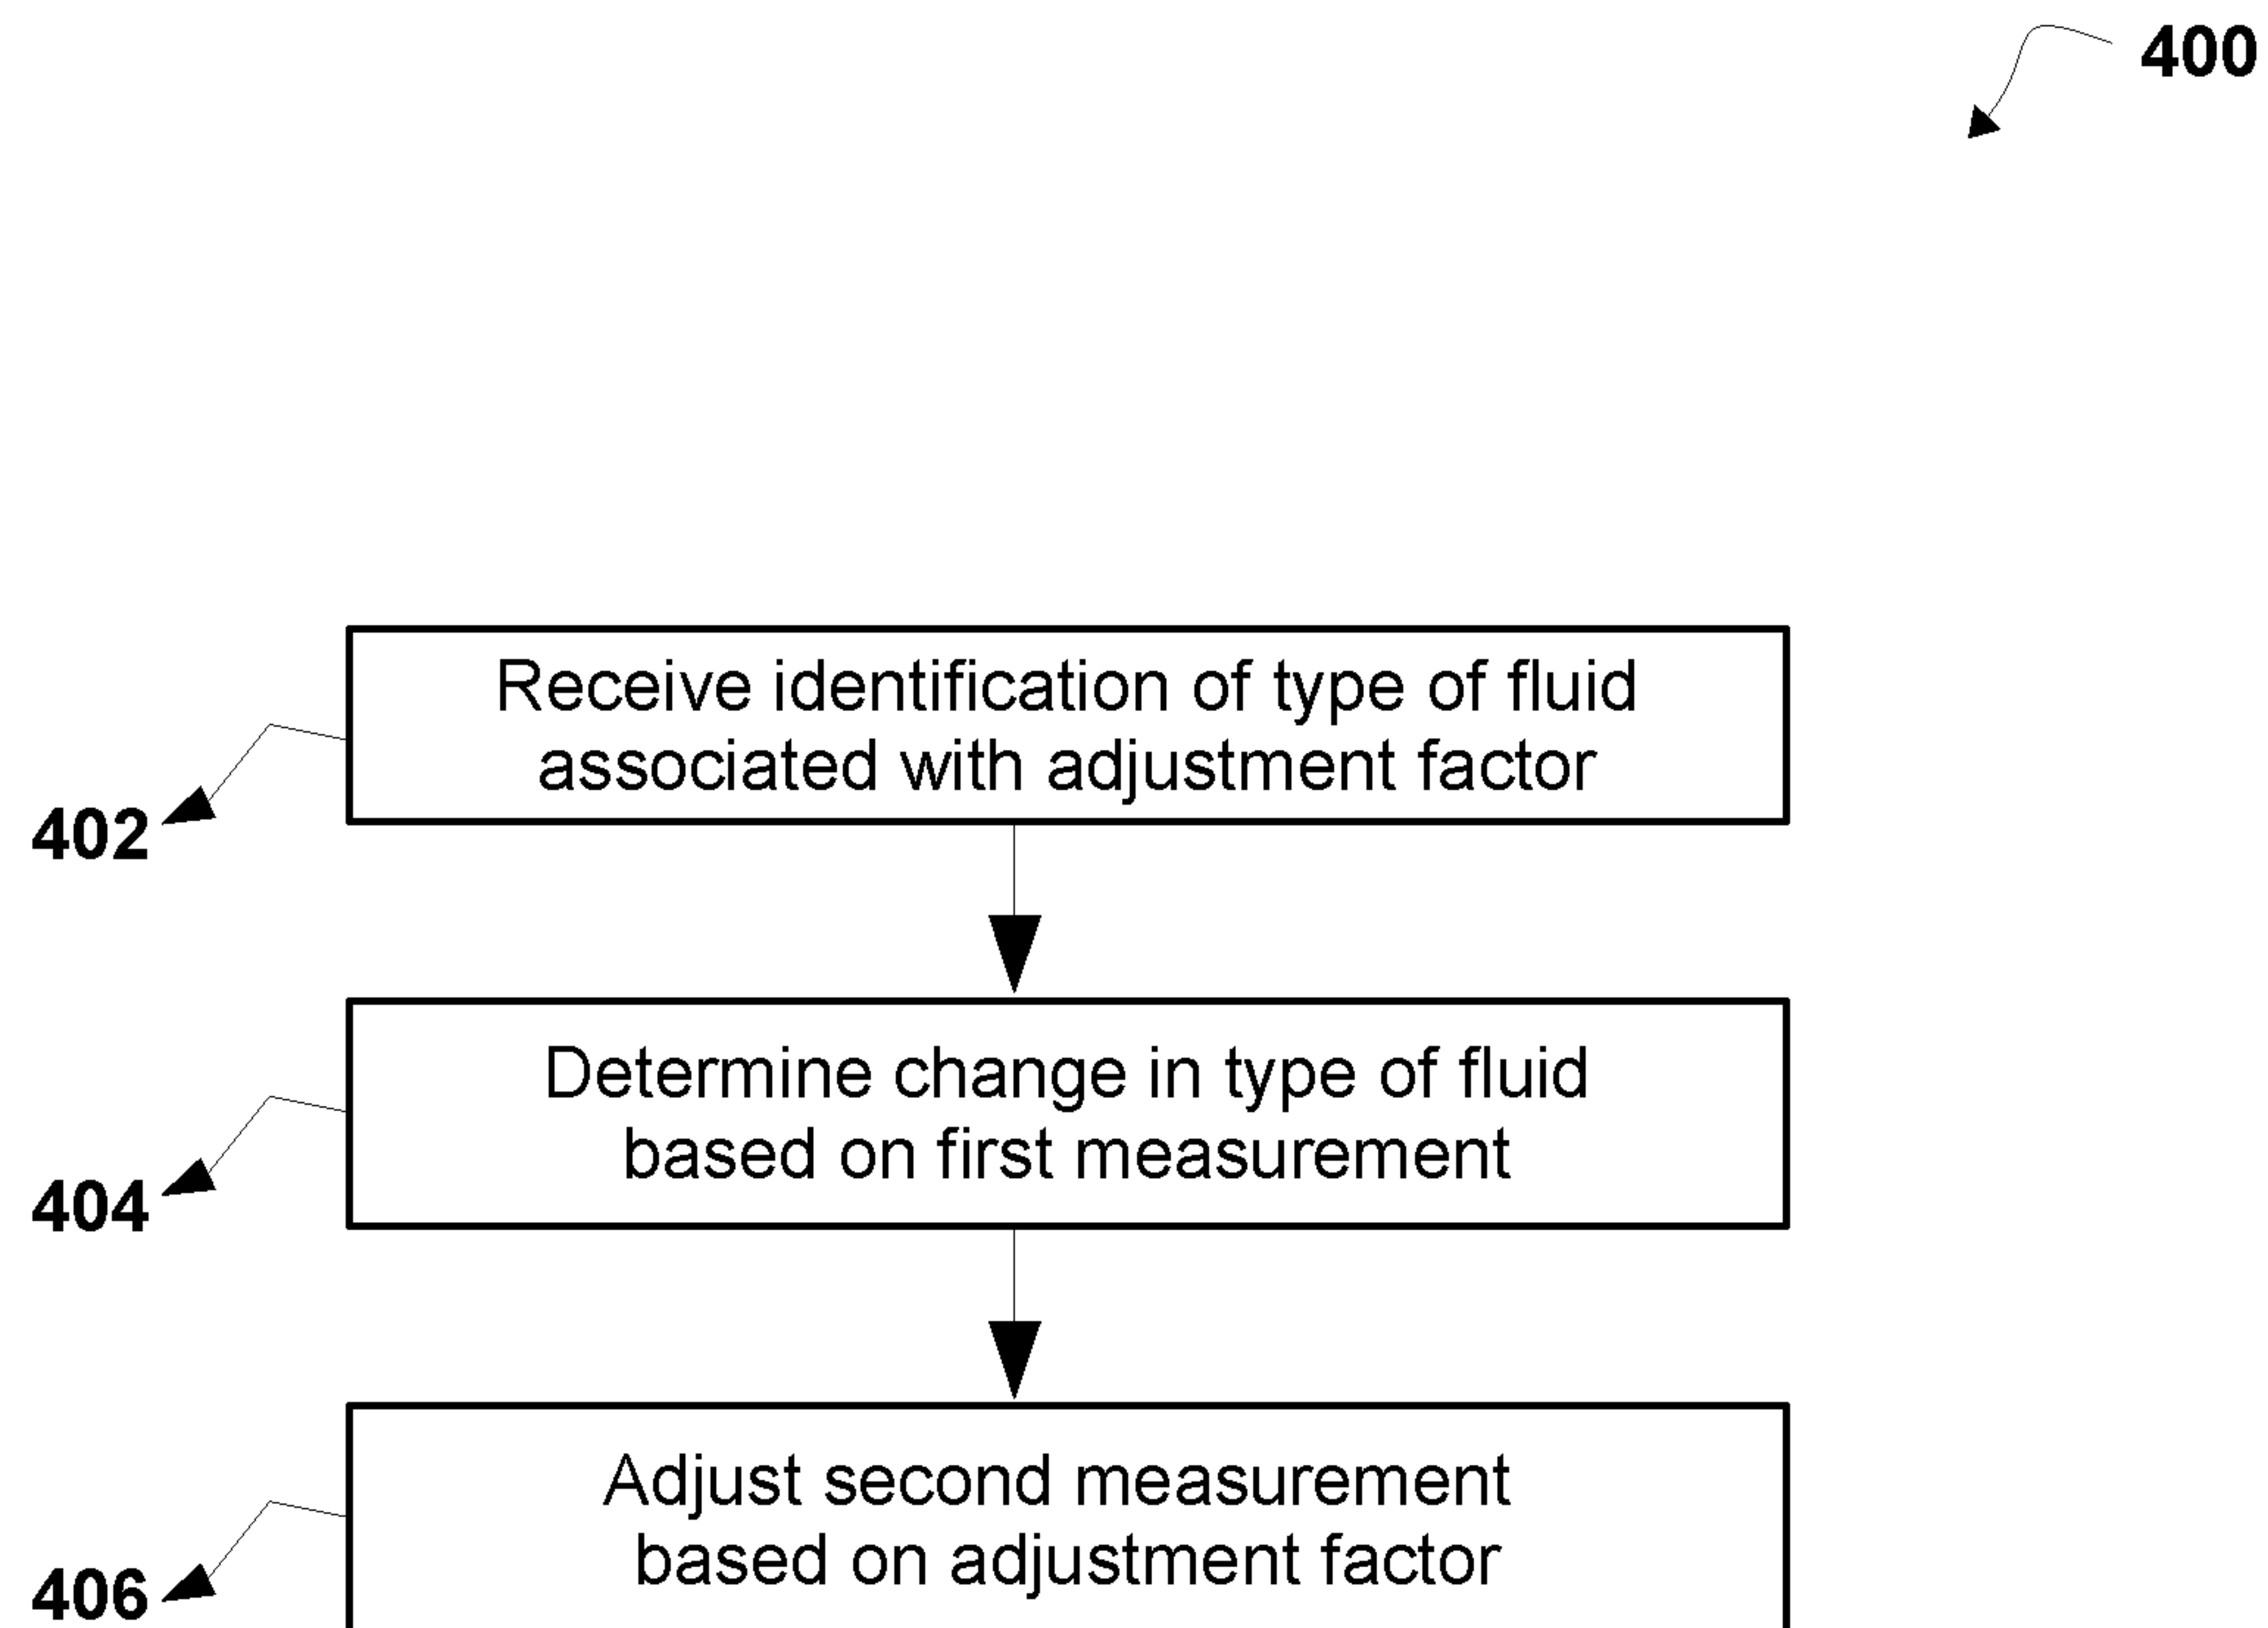 400
Receive identification of type of fluid
associated with adjustment factor
402
Determine change in type of fluid
based on first measurement
404
Adjust second measurement
based on adjustment factor
406